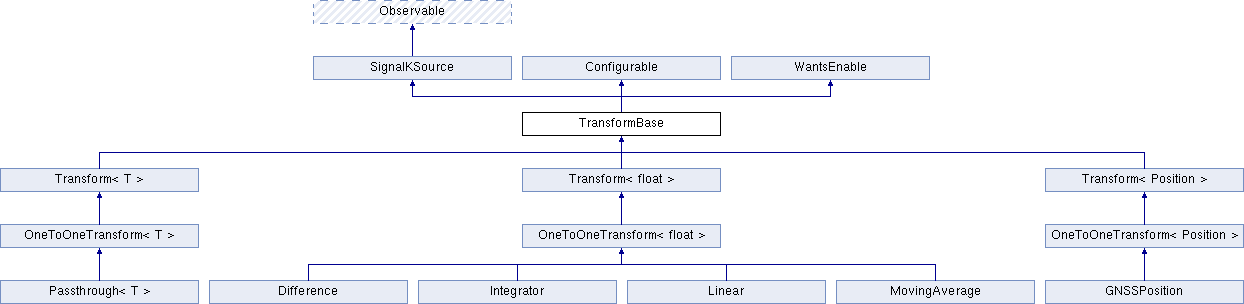 Observable
SignalKSource
Configurable
WantsEnable
TransformBase
Transform< T >
Transform< float >
Transform< Position >
OneToOneTransform< T >
OneToOneTransform< float >
OneToOneTransform< Position >
Passthrough< T >
Difference
Integrator
Linear
MovingAverage
GNSSPosition